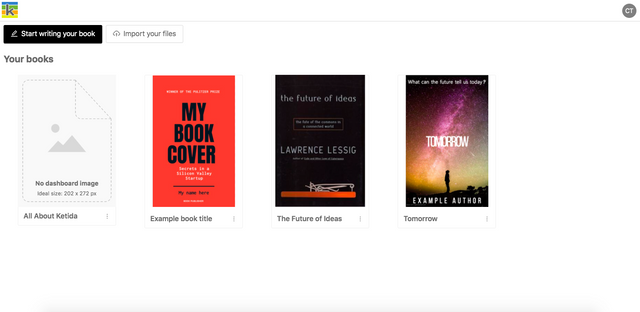 k
CT
Start writing your book
Import your files
Your books
No dashboard image
Ideal size: 202 x 272 px
All About Ketida
WINNER OF THE POLITICS PRIZE
MY
BOOK
COVER
Secrets in a
Silicon Valley
Startup
My name here
Example book title
the future of ideas
the fate of the commons in
a connected world
LAWRENCE LESSIG
The Future of Ideas
What can the future tell us today?
TOMORROW
EXAMPLE AUTHOR
Tomorrow